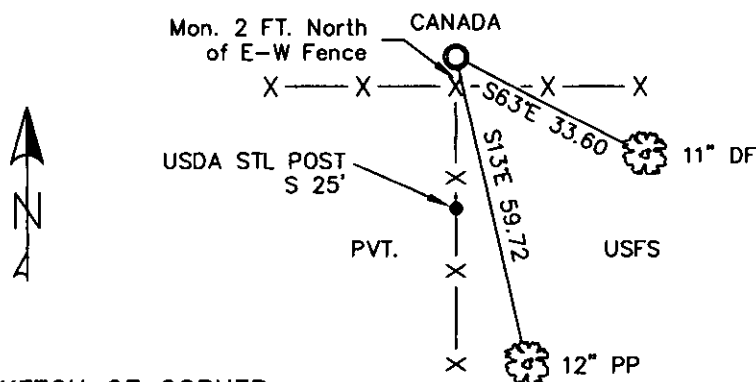 CANADA
Mon. 2 FT. North
of E-W Fence
X X X X X
S63°E 33.60
11" DF
S13°E 59.72
USDA STL POST
S 25'
X
N
PVT.
USFS
X
X
12" PP